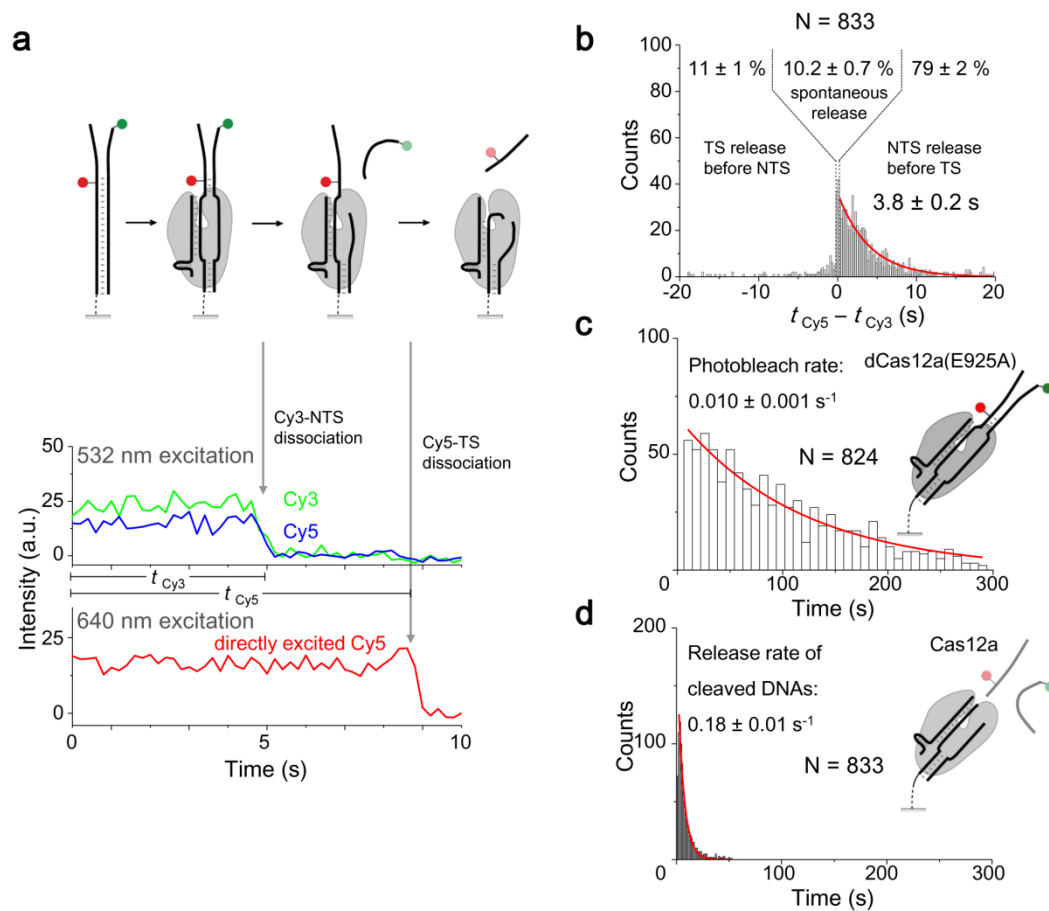 a
Cy3-NTS
dissociation
Cy5-TS
dissociation
50
25
0
532 nm excitation
Cy3
Cy5
t Cy3
t Cy5
640 nm excitation
directly excited Cy5
25
0
Intensity (a.u.)
0 5 10
Time (s)
b
N = 833
100
80
60
40
20
0
Counts
11 ± 1 % 10.2 ± 0.7 % 79 ± 2 %
spontaneous
release
TS release
before NTS
NTS release
before TS
3.8 ± 0.2 s
-20 -10 0 10 20
t Cy5 – t Cy3 (s)
c
100
50
0
Counts
Photobleach rate:
0.010 ± 0.001 s-1
dCas12a(E925A)
N = 824
0 100 200 300
Time (s)
d
200
100
0
Counts
Release rate of
cleaved DNAs:
0.18 ± 0.01 s-1
Cas12a
N = 833
0 100 200 300
Time (s)